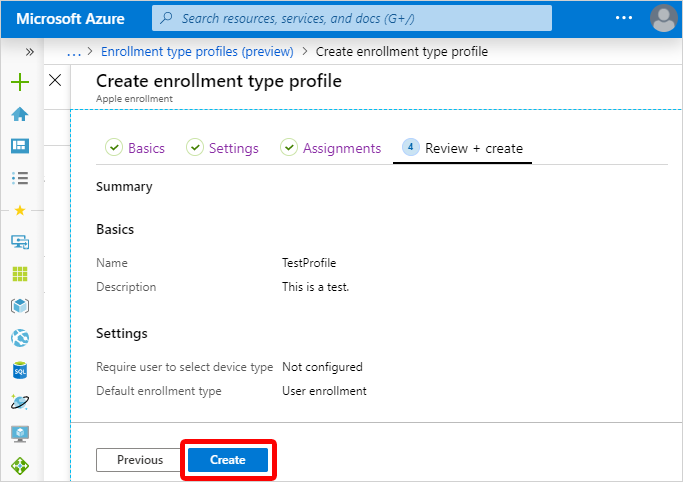 Microsoft Azure
Search resources, services, and docs (G+/)
...
» ... > Enrollment type profiles (preview) > Create enrollment type profile
Create enrollment type profile
Apple enrollment
Basics Settings Assignments 4 Review + create
Summary
Basics
Name TestProfile
Description This is a test.
Settings
Require user to select device type Not configured
Default enrollment type User enrollment
SQL
Previous Create